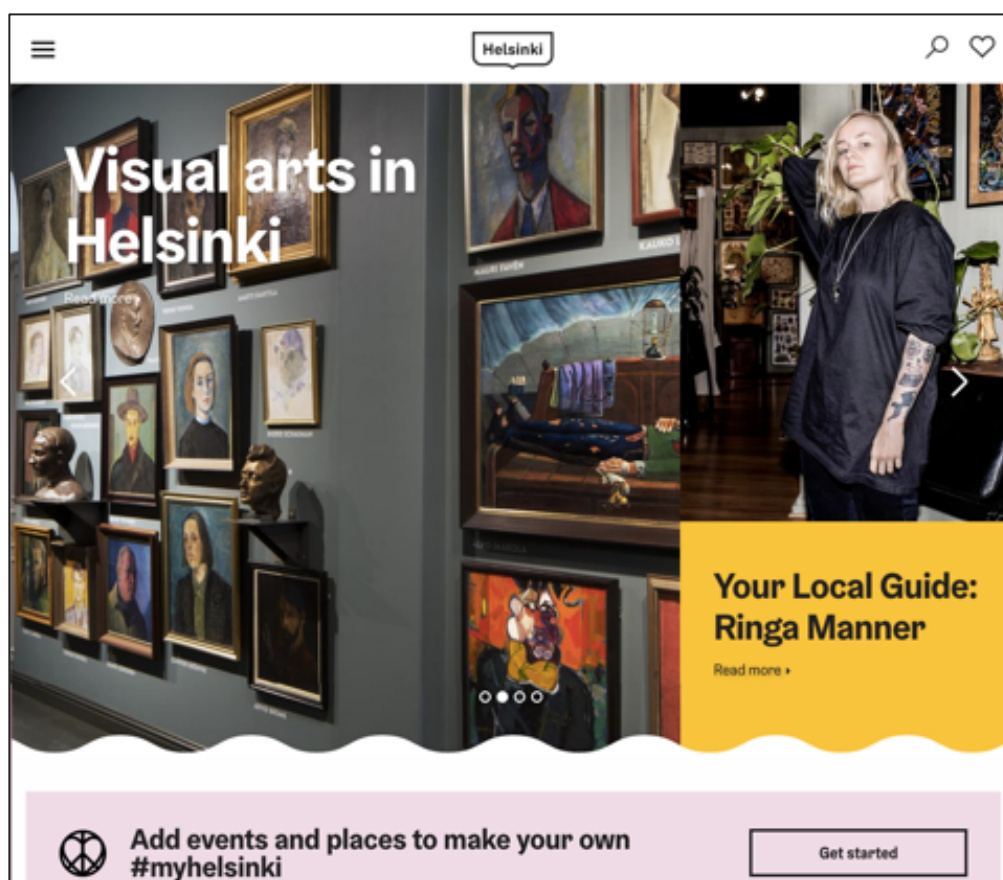 Helsinki
Visual arts in
Helsinki
Read more
Your Local Guide:
Ringa Manner
Read more
Add events and places to make your own
#myhelsinki
Get started